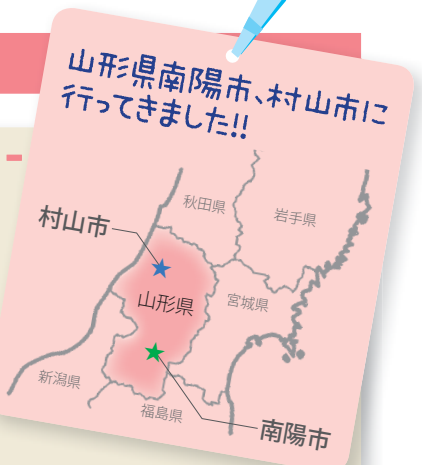 山形県南陽市、村山市に
行ってきました!!
秋田県
岩手県
村山市
山形県
宮城県
新潟県
福島県
南陽市